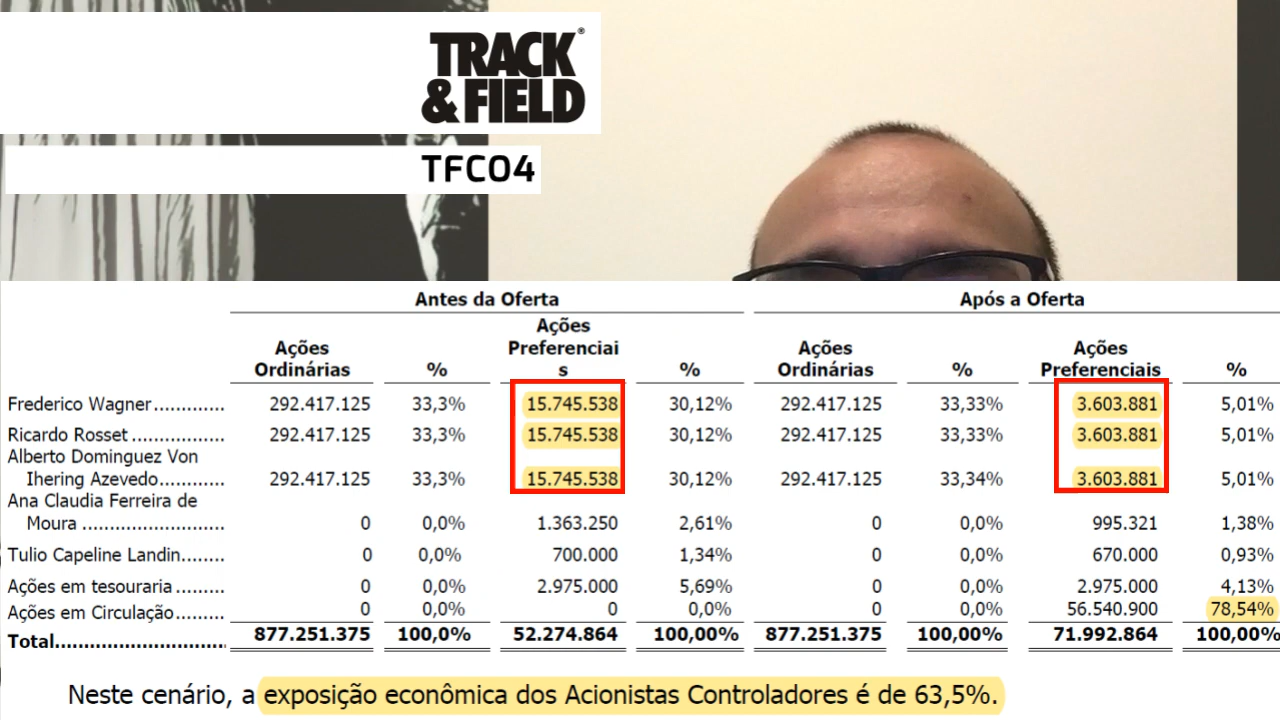 TRACK®
& FIELD
TFCO4
Antes da Oferta Após a Oferta
Ações Ordinárias % Ações Preferenciai s % Ações Ordinárias % Ações Preferenciais %
Frederico Wagner............. 292.417.125 33,3% 15.745.538 30,12% 292.417.125 33,33% 3.603.881 5,01%
Ricardo Rosset ................. 292.417.125 33,3% 15.745.538 30,12% 292.417.125 33,33% 3.603.881 5,01%
Alberto Dominguez Von
Ihering Azevedo............ 292.417.125 33,3% 15.745.538 30,12% 292.417.125 33,34% 3.603.881 5,01%
Ana Claudia Ferreira de
Moura .......................... 0 0,0% 1.363.250 2,61% 0 0,0% 995.321 1,38%
Tulio Capeline Landin........ 0 0,0% 700.000 1,34% 0 0,0% 670.000 0,93%
Ações em tesouraria ......... 0 0,0% 2.975.000 5,69% 0 0,0% 2.975.000 4,13%
Ações em Circulação......... 0 0,0% 0 0,0% 0 0,0% 56.540.900 78,54%
Total.............................. 877.251.375 100,0% 52.274.864 100,00% 877.251.375 100,00% 71.992.864 100,00%
Neste cenário, a exposição econômica dos Acionistas Controladores é de 63,5%.